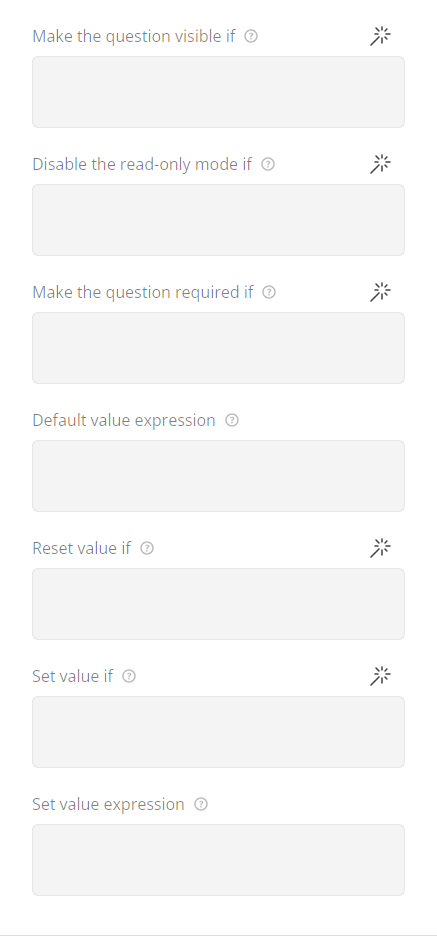 Make the question visible if ?
Disable the read-only mode if ?
Make the question required if ?
Default value expression ?
Reset value if ?
Set value if ?
Set value expression ?